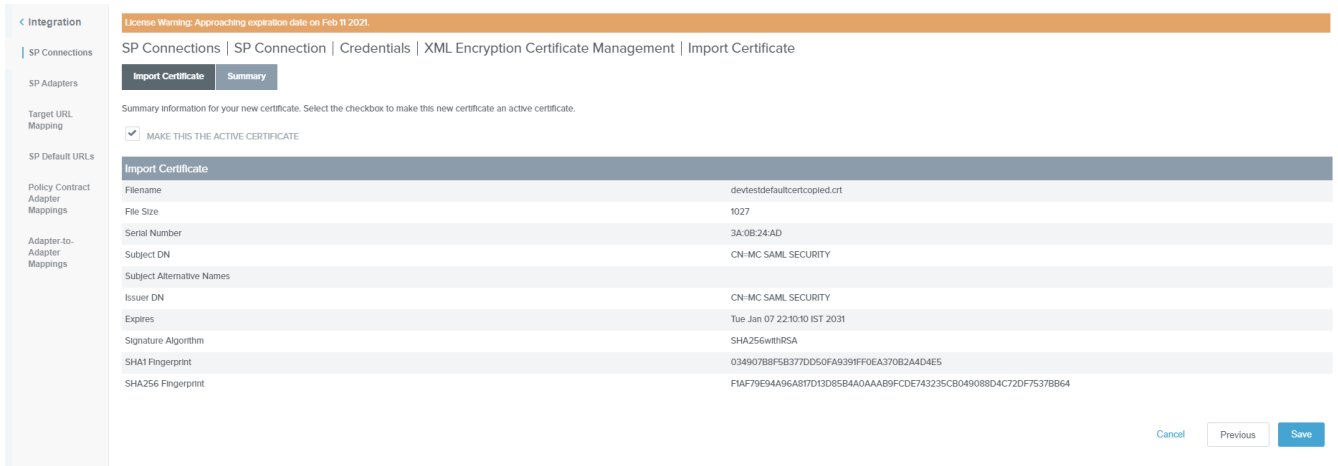 < Integration
SP Connections
SP Adapters
Target URL
Mapping
SP Default URLs
Policy Contract
Adapter
Mappings
Adapter-to-
Adapter
Mappings
License Warning: Approaching expiration date on Feb 11 2021.
SP Connections | SP Connection | Credentials | XML Encryption Certificate Management | Import Certificate
Import Certificate Summary
Summary information for your new certificate. Select the checkbox to make this new certificate an active certificate.
MAKE THIS THE ACTIVE CERTIFICATE
Import Certificate
Filename devtestdefaultcertcopied.crt
File Size 1027
Serial Number 3A:0B:24:AD
Subject DN CN=MC SAML SECURITY
Subject Alternative Names
Issuer DN CN=MC SAML SECURITY
Expires Tue Jan 07 22:10:10 IST 2031
Signature Algorithm SHA256withRSA
SHA1 Fingerprint 034907B8F5B377DD50FA9391FF0EA370B2A4D4E5
SHA256 Fingerprint F1AF79E94A96A817D13D85B4A0AAAB9FCDE743235CB049088D4C72DF7537BB64
Cancel Previous Save